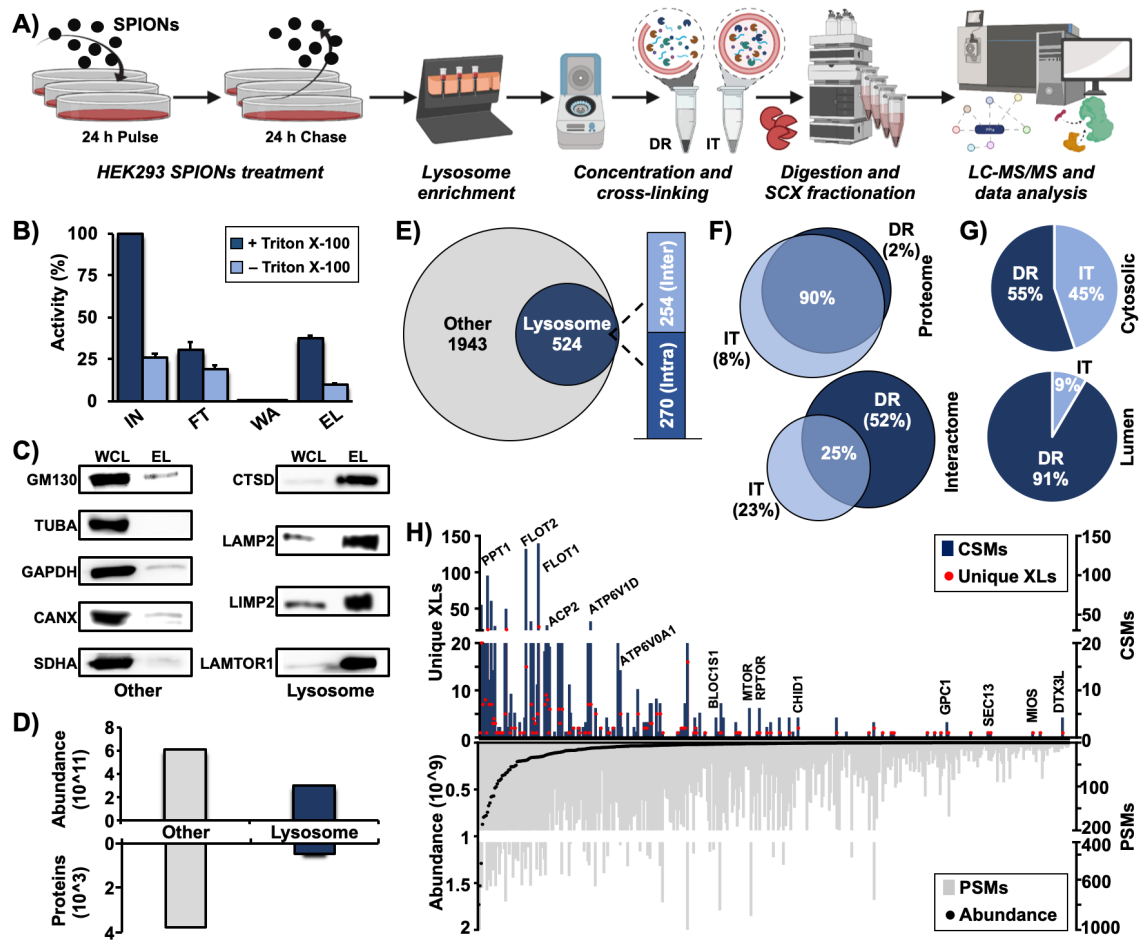 A)
SPIONs
24 h Pulse
24 h Chase
DR
IT
HEK293 SPIONs treatment
Lysosome
enrichment
Concentration and
cross-linking
Digestion and
SCX fractionation
LC-MS/MS and
data analysis
B)
Activity (%)
100
75
50
25
0
+ Triton X-100
– Triton X-100
IN
FT
WA
EL
C)
WCL
EL
GM130
TUBA
GAPDH
CANX
SDHA
Other
WCL
EL
CTSD
LAMP2
LIMP2
LAMTOR1
Lysosome
D)
Abundance
(10^11)
8
6
4
2
0
Other
Lysosome
Proteins
(10^3)
0
2
4
E)
Other
1943
Lysosome
524
254 (Inter)
270 (Intra)
F)
DR
(2%)
90%
IT
(8%)
Proteome
DR
(52%)
25%
IT
(23%)
Interactome
G)
DR
55%
IT
45%
Cytosolic
IT
9%
DR
91%
Lumen
H)
Unique XLs
150
100
50
20
15
10
5
0
PPT1
FLOT2
FLOT1
ACP2
ATP6V1D
ATP6V0A1
BLOC1S1
MTOR
RPTOR
CHID1
GPC1
SEC13
MIOS
DTX3L
CSMs
Unique XLs
150
100
50
20
15
10
5
0
CSMs
Abundance (10^9)
0.5
1
1.5
2
0
100
200
400
600
1000
PSMs
PSMs
Abundance